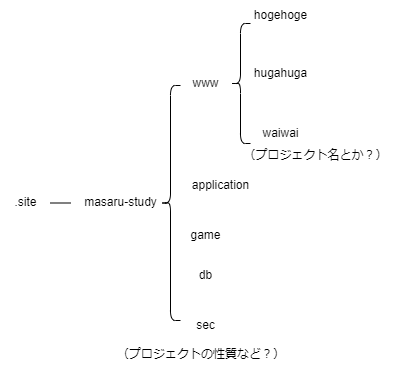 hogehoge
hugahuga
www
waiwai
（プロジェクト名とか？）
application
.site
masaru-study
game
db
sec
（プロジェクトの性質など？）